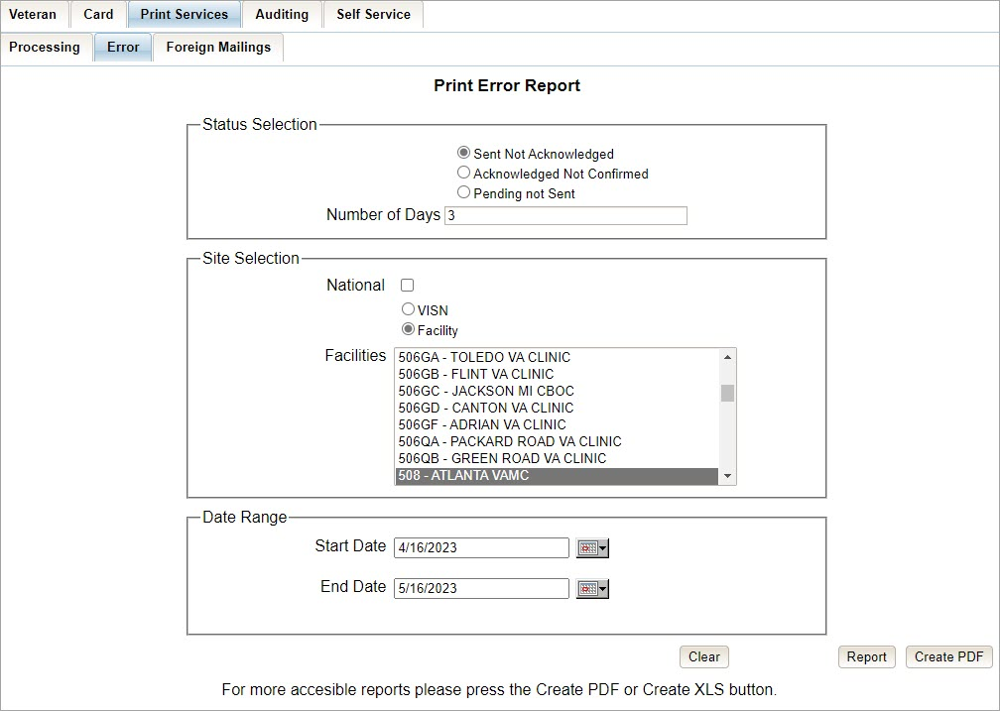 Veteran Card Print Services Auditing Self Service
Processing Error Foreign Mailings
Print Error Report
Status Selection
Sent Not Acknowledged
Acknowledged Not Confirmed
Pending not Sent
Number of Days 3
Site Selection
National
VISN
Facility
Facilities
506GA - TOLEDO VA CLINIC
506GB - FLINT VA CLINIC
506GC - JACKSON MI CBOC
506GD - CANTON VA CLINIC
506GF - ADRIAN VA CLINIC
506QA - PACKARD ROAD VA CLINIC
506QB - GREEN ROAD VA CLINIC
508 - ATLANTA VAMC
Date Range
Start Date 4/16/2023
End Date 5/16/2023
Clear Report Create PDF
For more accesible reports please press the Create PDF or Create XLS button.